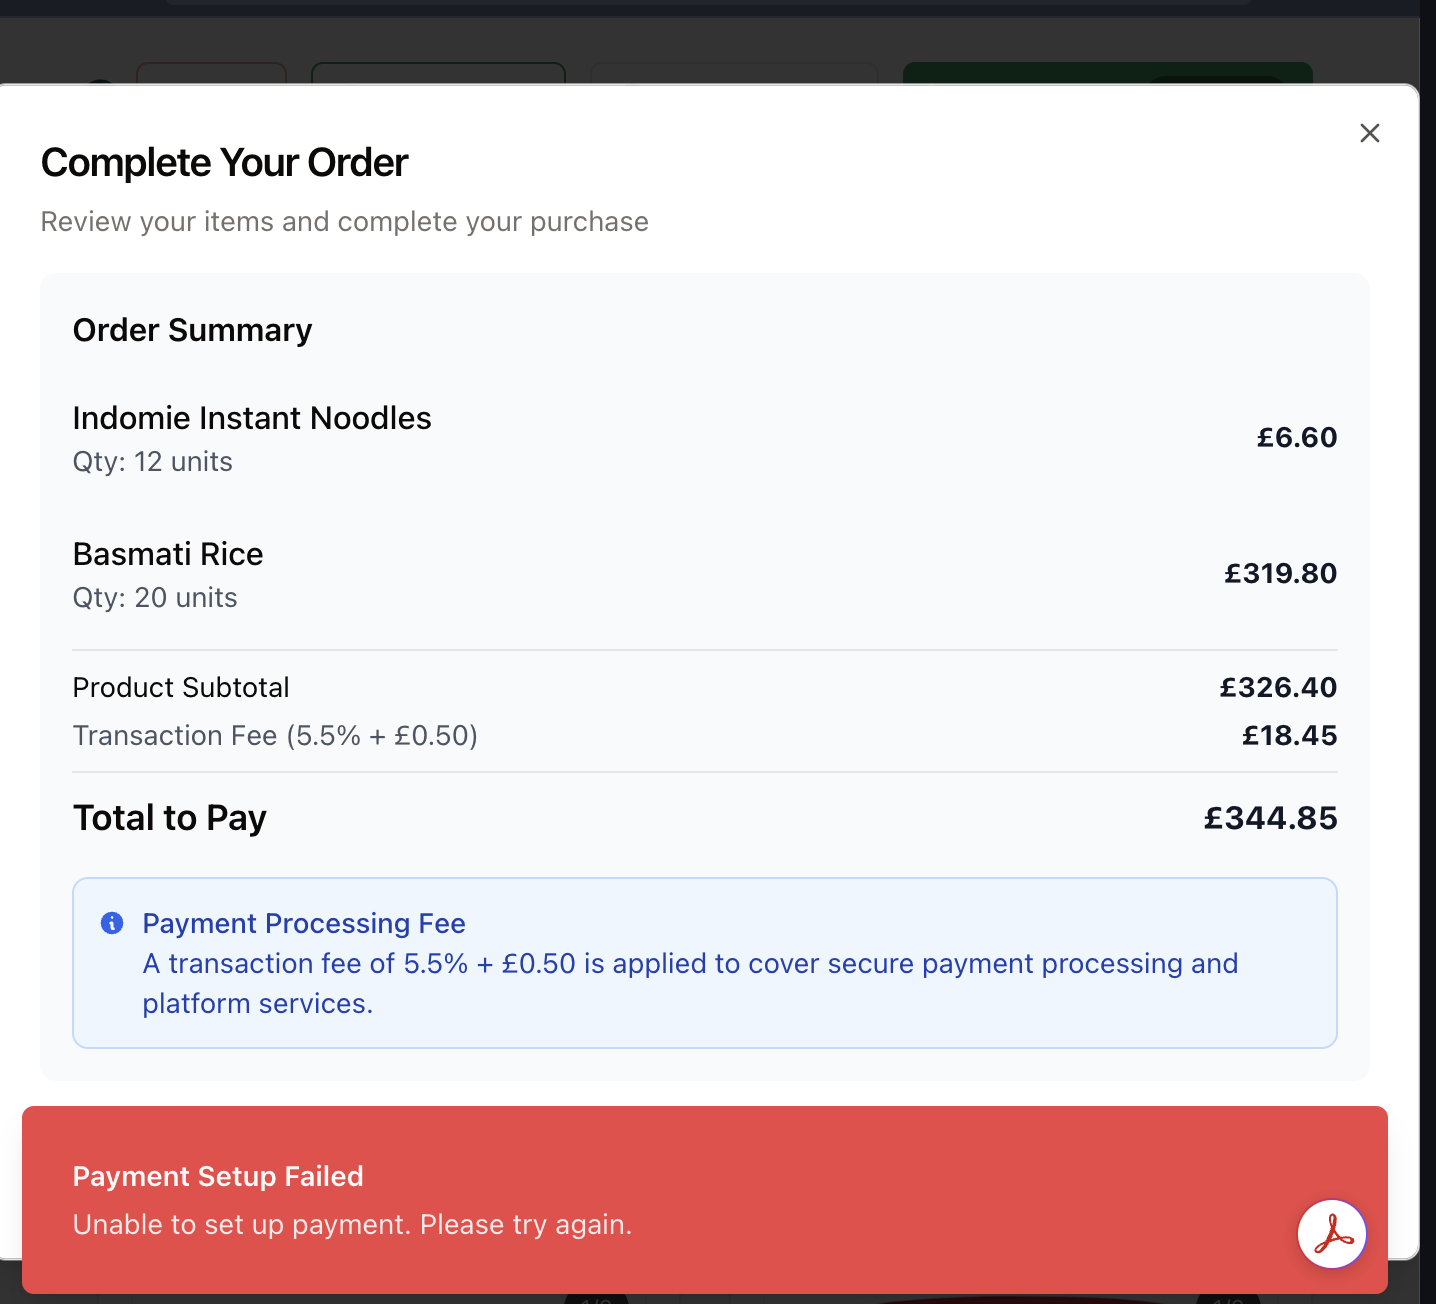 Complete Your Order
Review your items and complete your purchase
Order Summary
Indomie Instant Noodles
£6.60
Qty: 12 units
Basmati Rice
£319.80
Qty: 20 units
Product Subtotal
£326.40
Transaction Fee (5.5% + £0.50)
£18.45
Total to Pay
£344.85
Payment Processing Fee
A transaction fee of 5.5% + £0.50 is applied to cover secure payment processing and
platform services.
Payment Setup Failed
Unable to set up payment. Please try again.